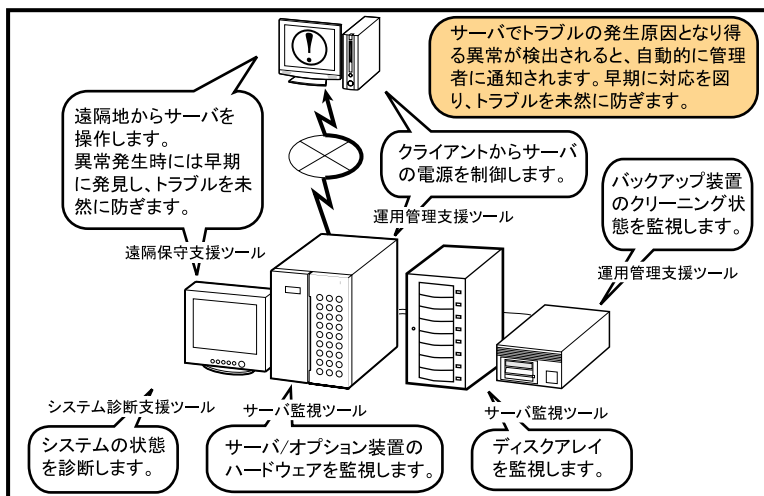 サーバでトラブルの発生原因となり得
る異常が検出されると、自動的に管理
者に通知されます。早期に対応を図
り、トラブルを未然に防ぎます。
遠隔地からサーバを
操作します。
異常発生時には早期
に発見し、トラブルを未
然に防ぎます。
遠隔保守支援ツール
クライアントからサーバ
の電源を制御します。
運用管理支援ツール
バックアップ装置
のクリーニング状
態を監視します。
運用管理支援ツール
システム診断支援ツール
システムの状態
を診断します。
サーバ監視ツール
サーバ/オプション装置の
ハードウェアを監視します。
サーバ監視ツール
ディスクアレイ
を監視します。